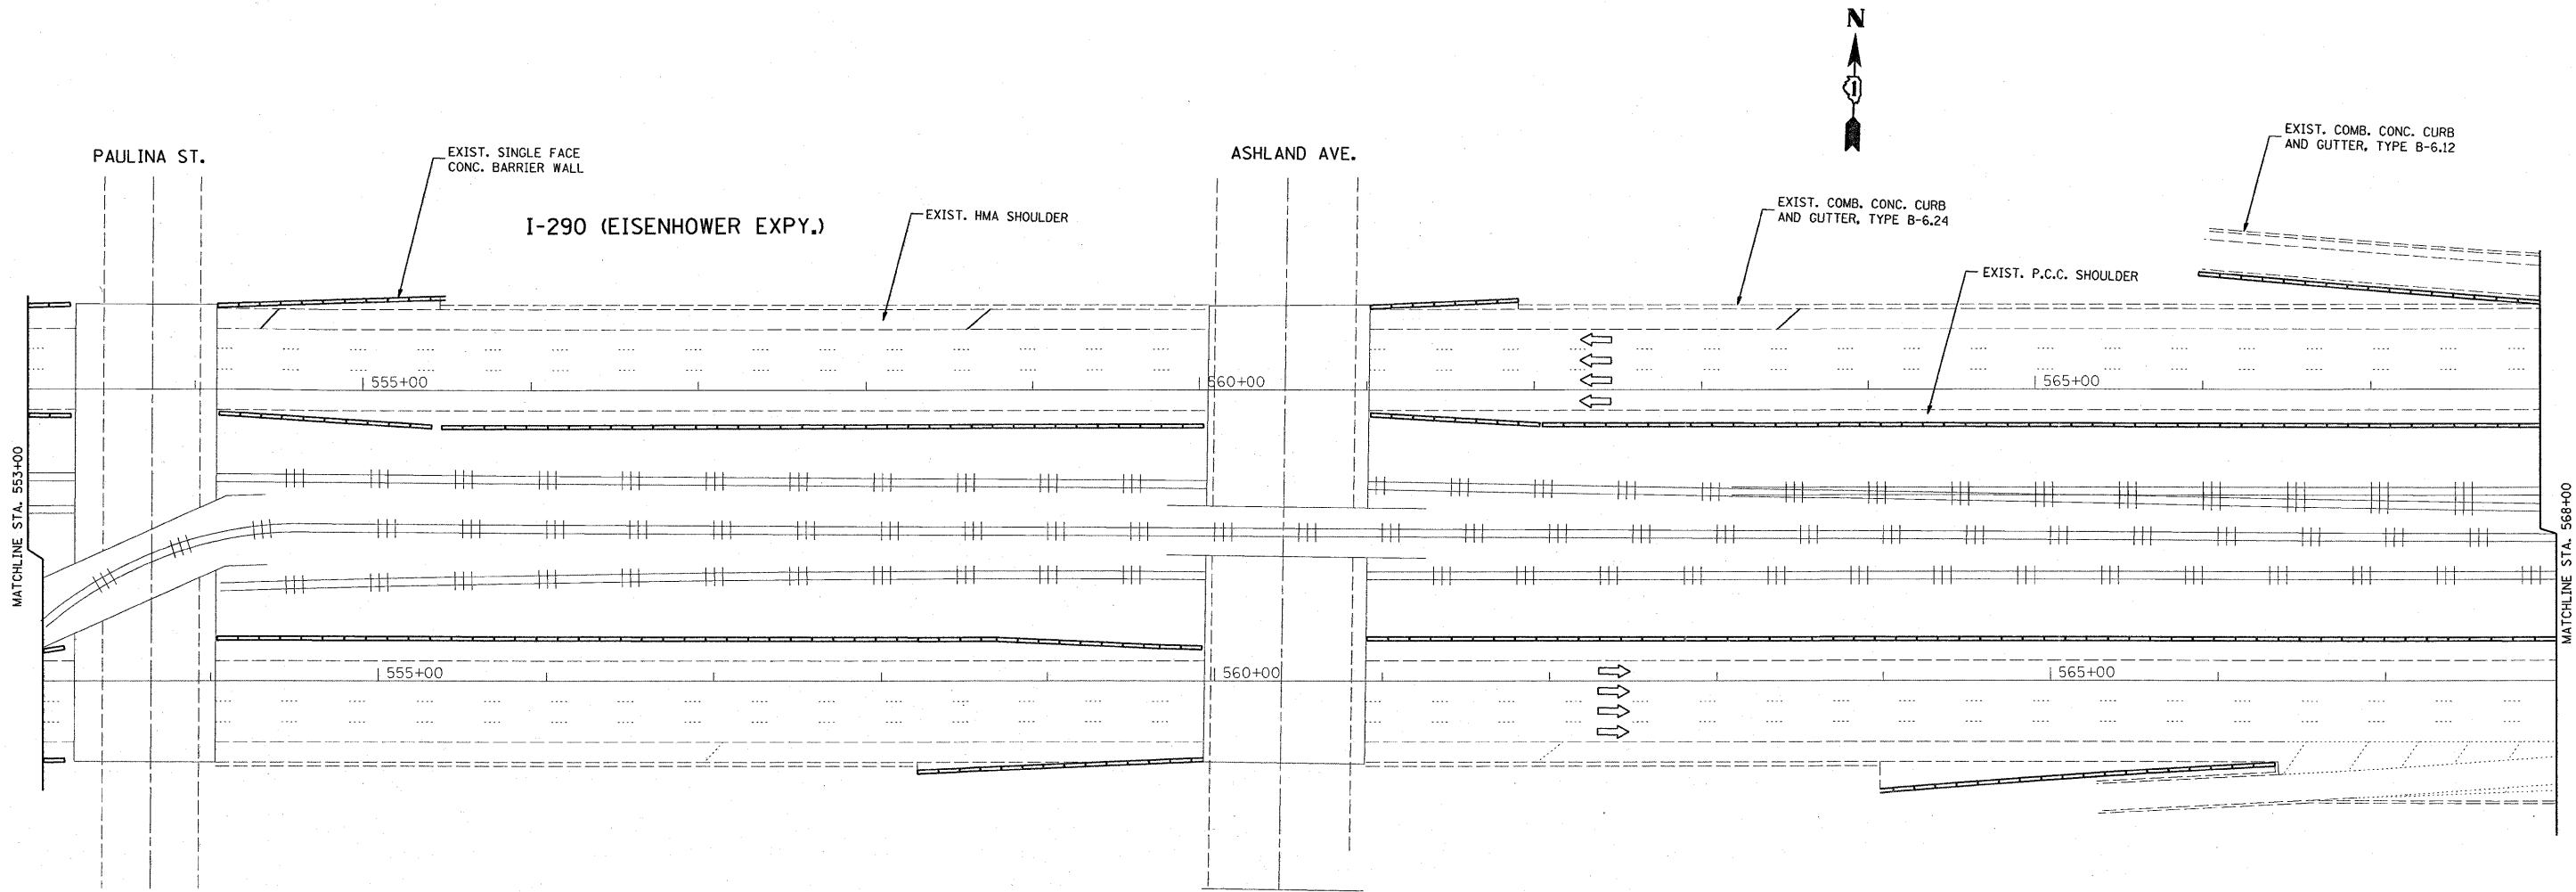 N
PAULINA ST.
EXIST. SINGLE FACE
CONC. BARRIER WALL
I-290 (EISENHOWER EXPY.)
EXIST. HMA SHOULDER
ASHLAND AVE.
EXIST. COMB. CONC. CURB
AND GUTTER, TYPE B-6.24
EXIST. P.C.C. SHOULDER
EXIST. COMB. CONC. CURB
AND GUTTER, TYPE B-6.12
555+00
560+00
565+00
MATCHLINE STA. 553+00
MATCHLINE STA. 568+00
555+00
560+00
565+00